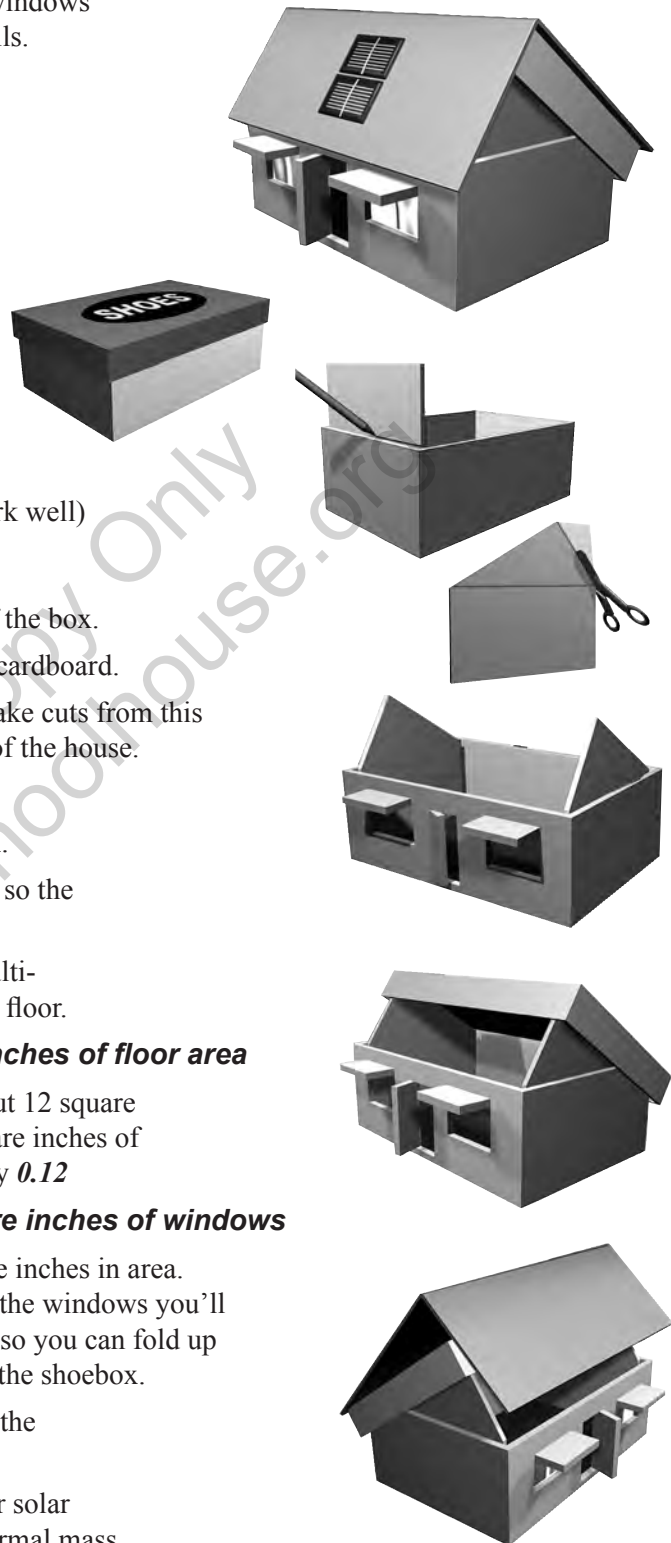 windows
ls.
SHOES
rk well)
f the box.
cardboard.
ake cuts from this
of the house.
.
so the
ulti-
floor.
nches of floor area
ut 12 square
are inches of
y 0.12
re inches of windows
e inches in area.
the windows you'll
so you can fold up
the shoebox.
the
r solar
rmal mass
opy Only
hoolhouse.org